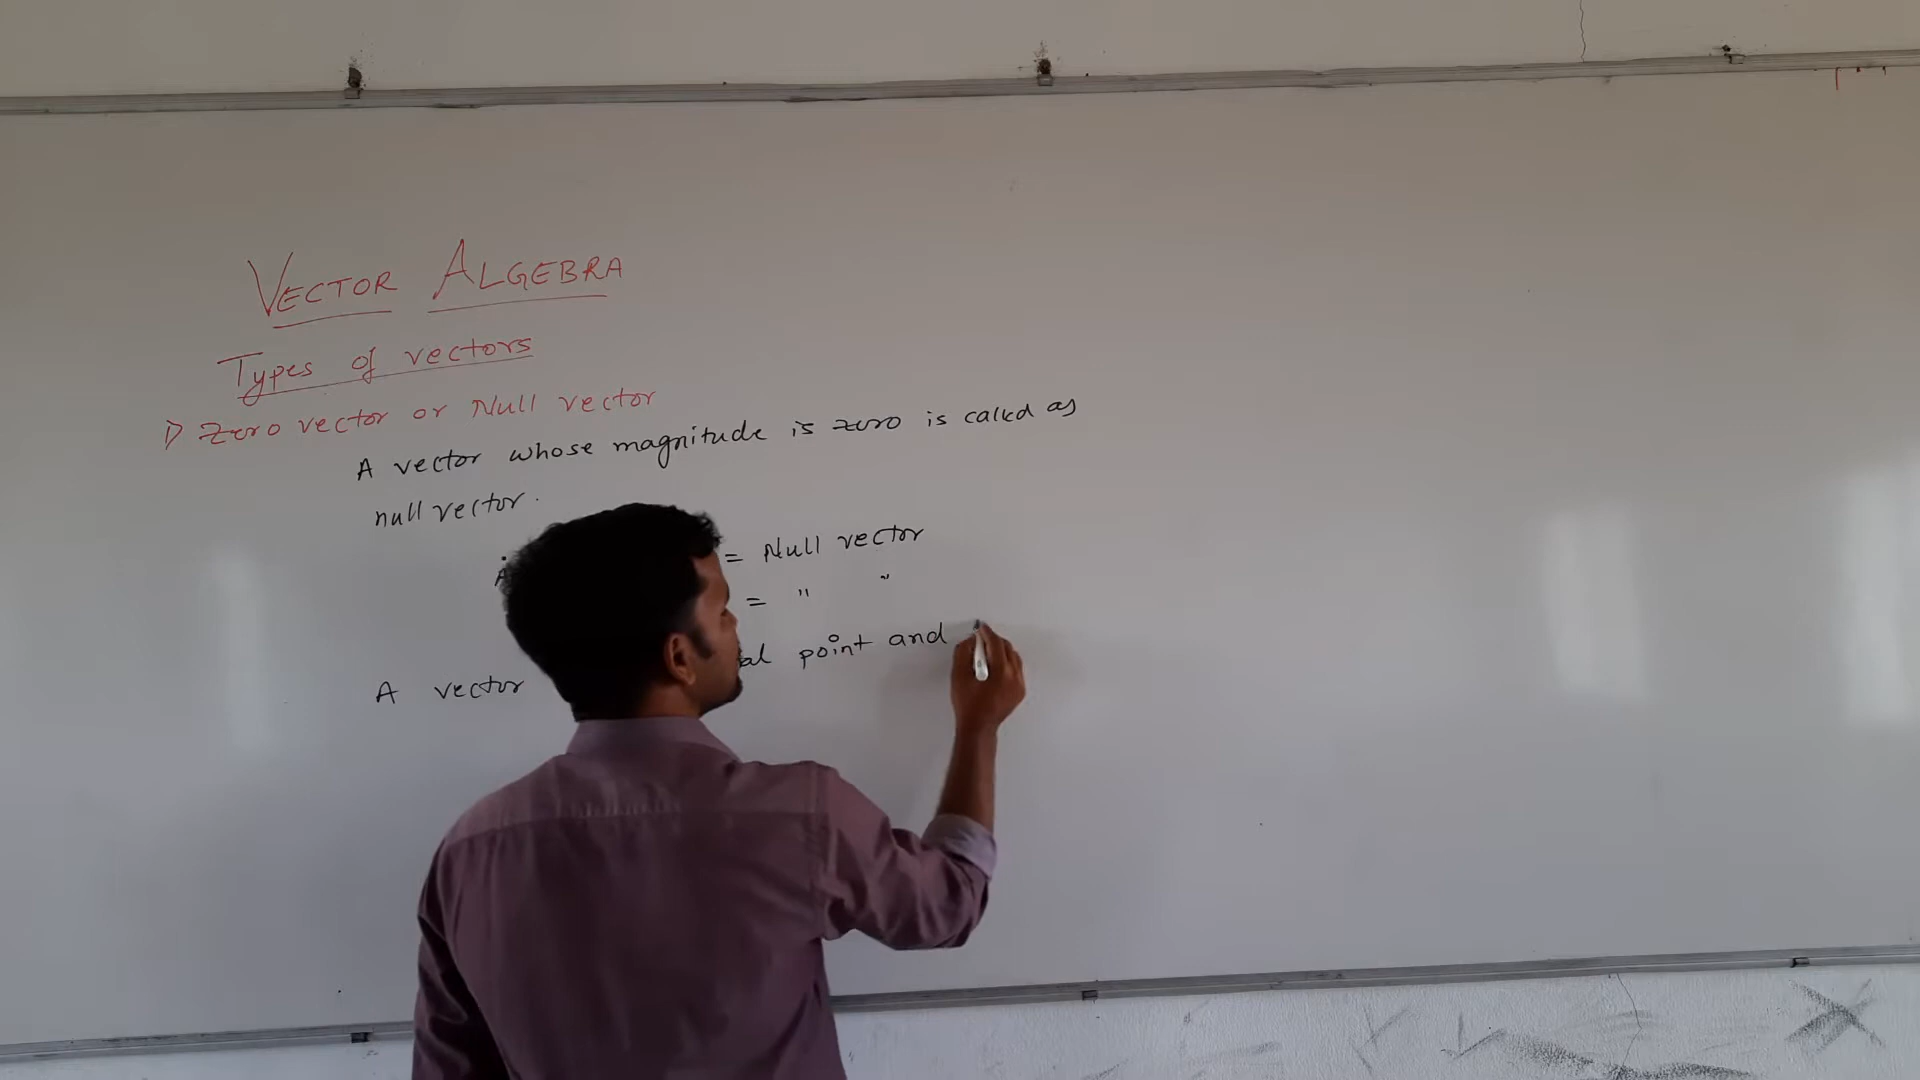 VECTOR ALGEBRA
Types of vectors
1) Zero vector or Null vector
A vector whose magnitude is zero is called as
null vector.
= Null vector
= " "
A vector al point and